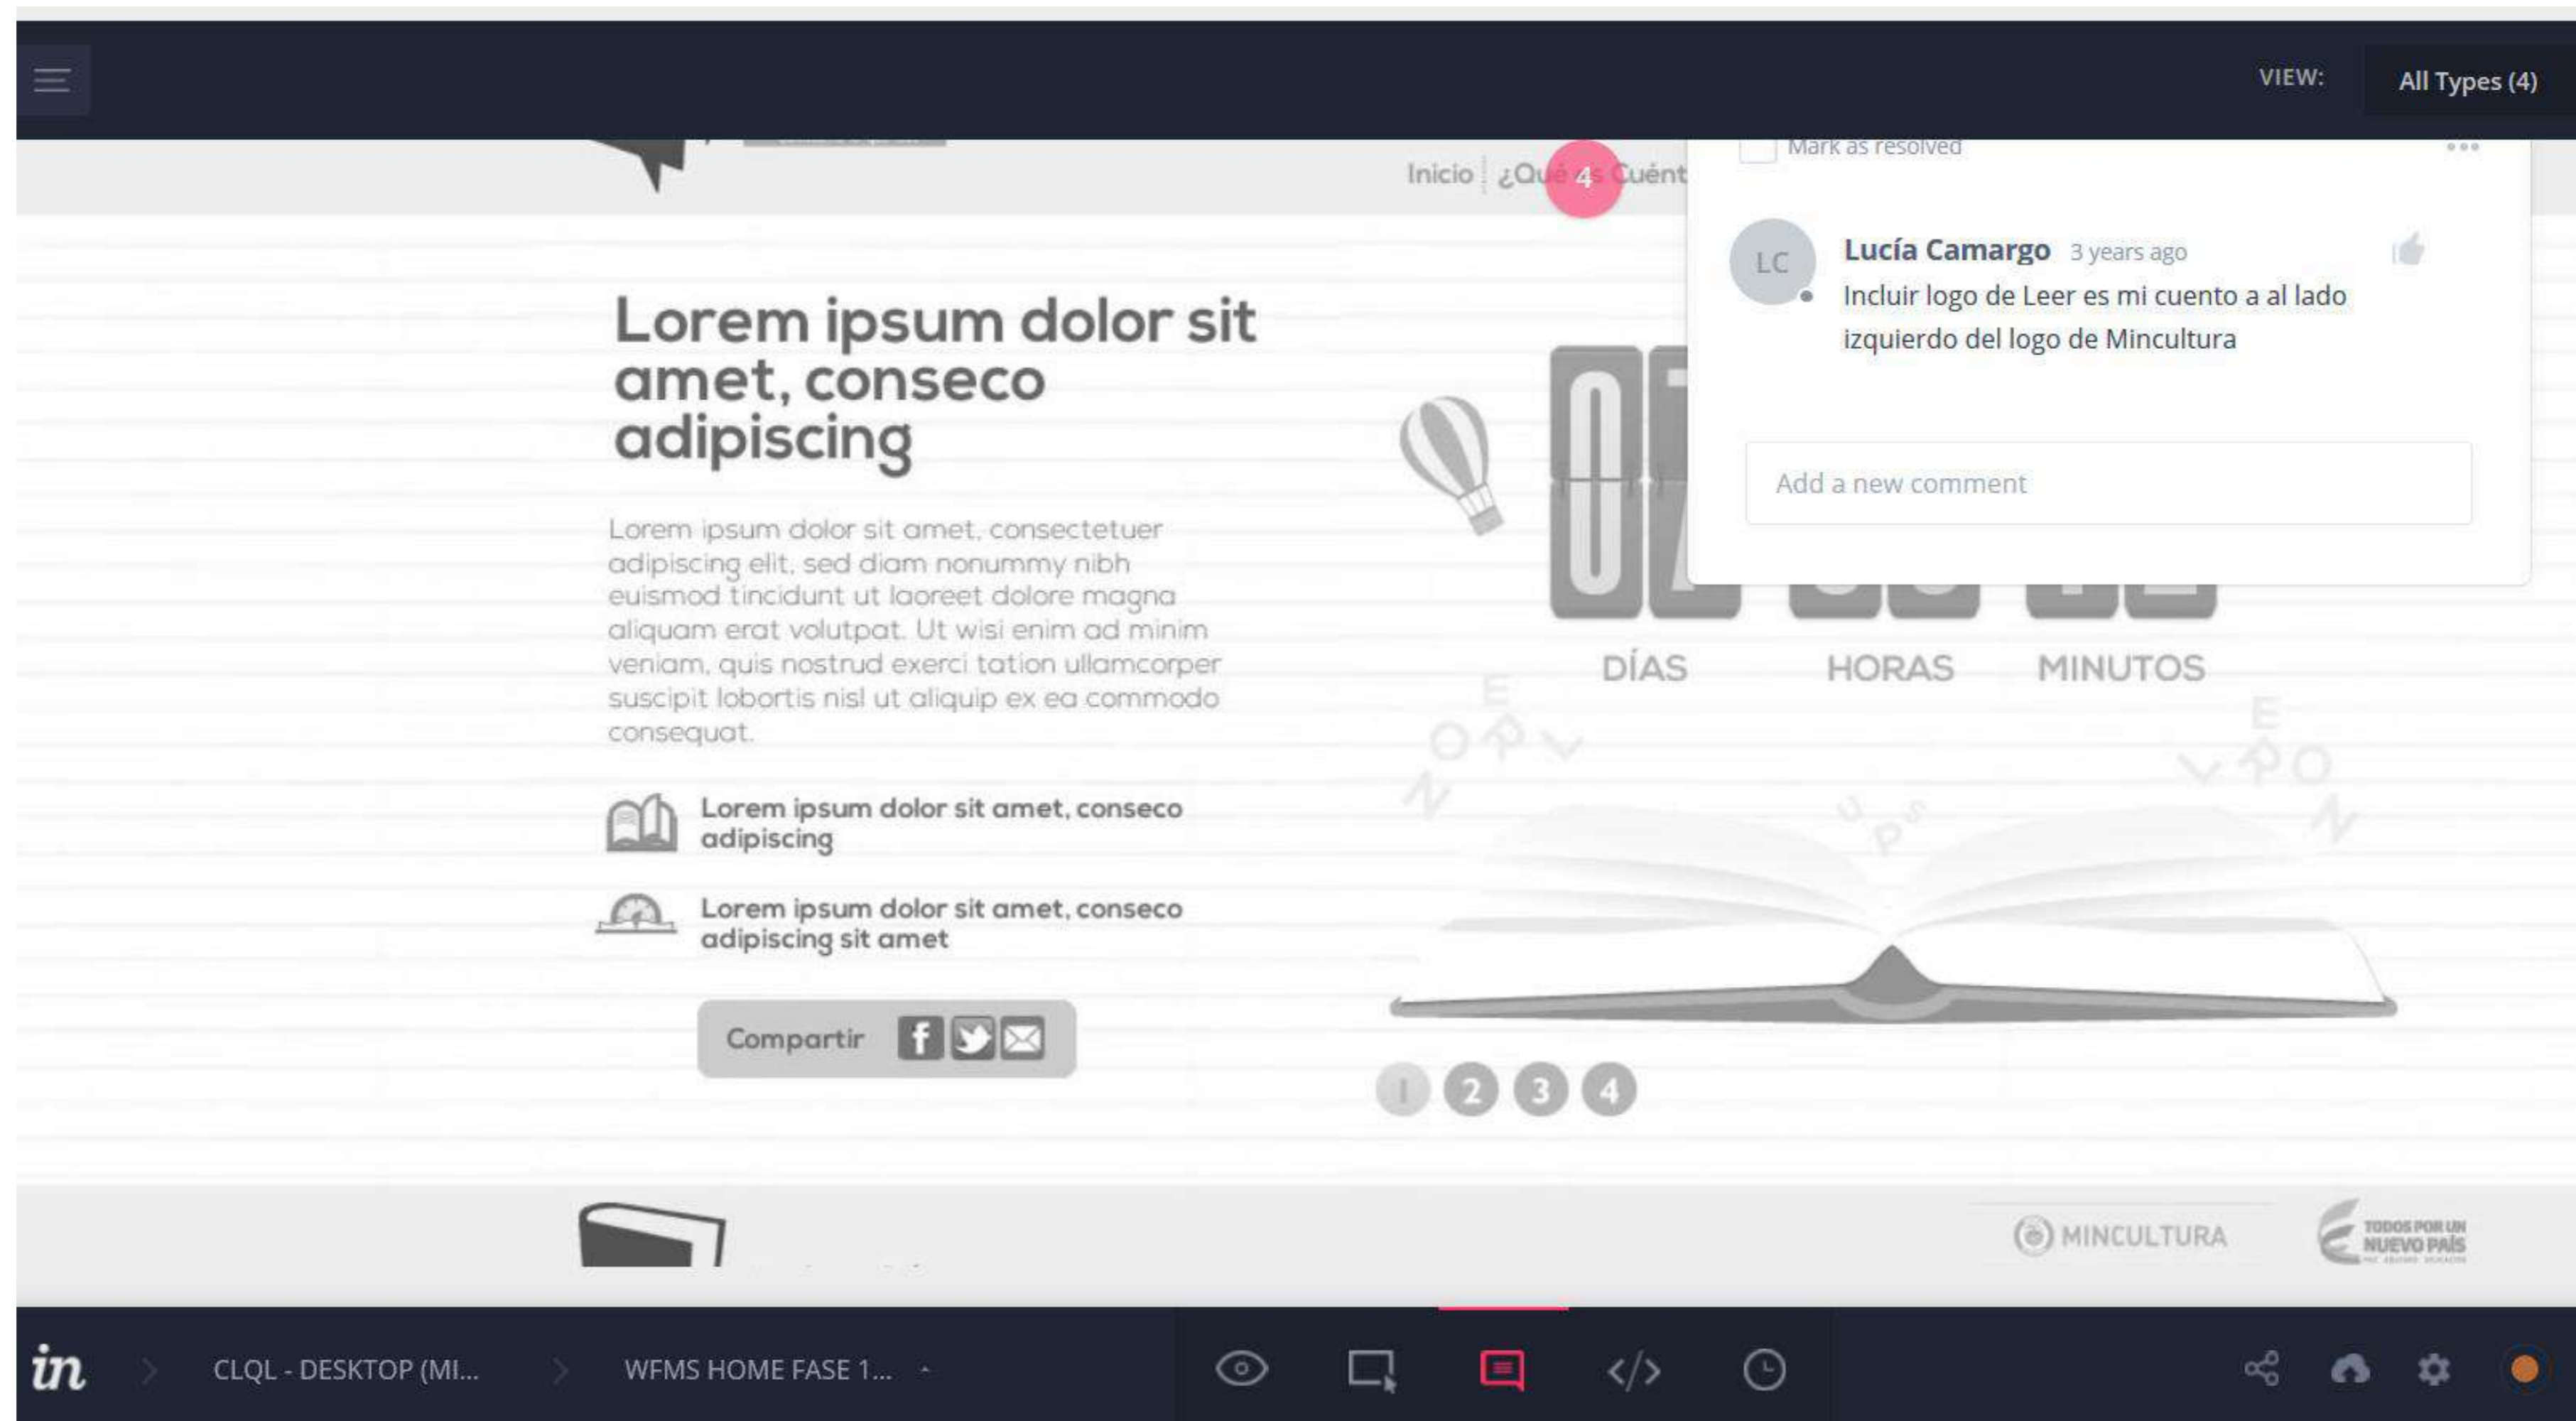 VIEW:
All Types (4)
Mark as resolved
Inicio ¿Qu 4 s Cuént
LC
Lucía Camargo 3 years ago
Incluir logo de Leer es mi cuento a al lado
izquierdo del logo de Mincultura
Add a new comment
Lorem ipsum dolor sit
amet, conseco
adipiscing
Lorem ipsum dolor sit amet, consectetuer
adipiscing elit, sed diam nonummy nibh
euismod tincidunt ut laoreet dolore magna
aliquam erat volutpat. Ut wisi enim ad minim
veniam, quis nostrud exerci tation ullamcorper
suscipit lobortis nisl ut aliquip ex ea commodo
consequat.
Lorem ipsum dolor sit amet, conseco
adipiscing
Lorem ipsum dolor sit amet, conseco
adipiscing sit amet
Compartir
07
DÍAS HORAS MINUTOS
N O R E L
U P S
L R E O N
1 2 3 4
MINCULTURA
TODOS POR UN
NUEVO PAÍS
in
CLQL - DESKTOP (MI...
WFMS HOME FASE 1...